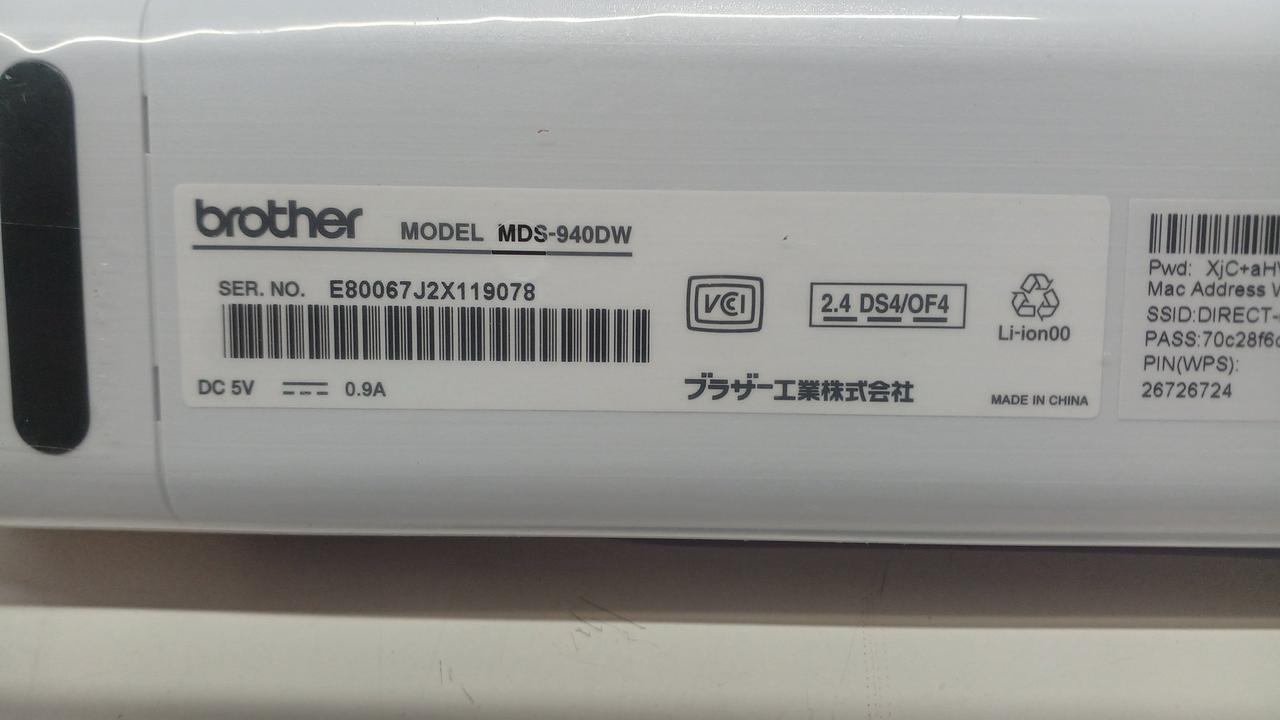 brother MODEL MDS-940DW
SER. NO. E80067J2X119078
DC 5V 0.9A
VCI
2.4 DS4/OF4
Li-ion00
ブラザー工業株式会社
MADE IN CHINA
Pwd: XjC+aH
Mac Address
SSID:DIRECT-
PASS:70c28f6
PIN(WPS):
26726724